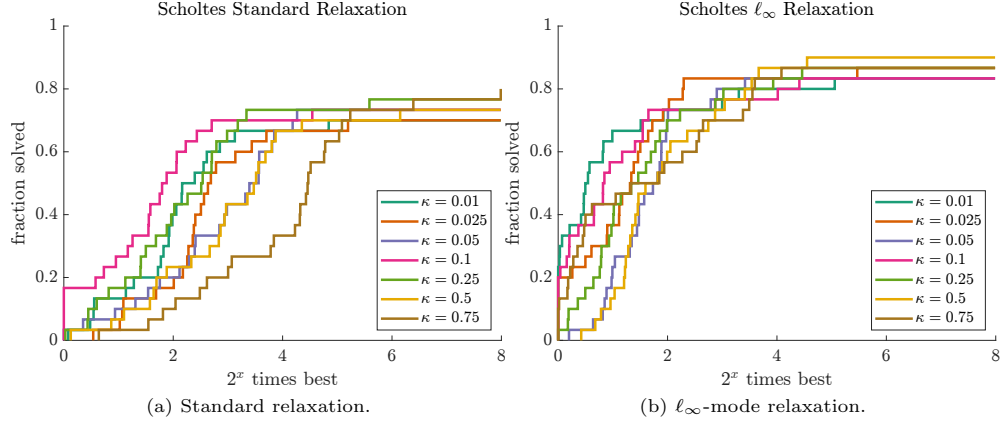 Scholtes Standard Relaxation
1
0.8
0.6
0.4
0.2
0
fraction solved
0 2 4 6 8
2^x times best
κ = 0.01
κ = 0.025
κ = 0.05
κ = 0.1
κ = 0.25
κ = 0.5
κ = 0.75
(a) Standard relaxation.
Scholtes ℓ∞ Relaxation
1
0.8
0.6
0.4
0.2
0
fraction solved
0 2 4 6 8
2^x times best
κ = 0.01
κ = 0.025
κ = 0.05
κ = 0.1
κ = 0.25
κ = 0.5
κ = 0.75
(b) ℓ∞-mode relaxation.